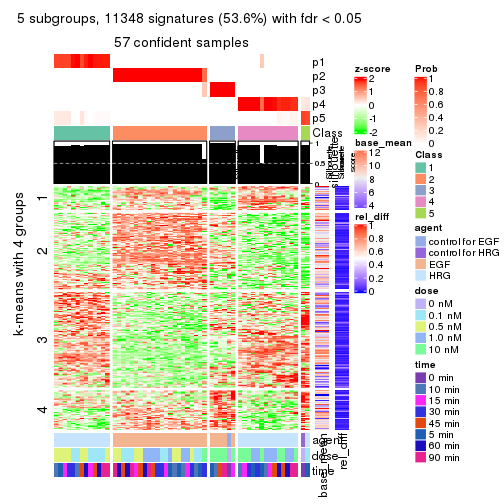 5 subgroups, 11348 signatures (53.6%) with fdr < 0.05
57 confident samples
p1
p2
p3
p4
p5
Class
1
0.5
0
silhouette score
k-means with 4 groups
1
2
3
4
agent
dose
time
base_mean
rel_diff
z-score
2
1
0
-1
-2
base_mean
12
10
8
6
4
rel_diff
1
0.8
0.6
0.4
0.2
0
Prob
1
0.8
0.6
0.4
0.2
0
Class
1
2
3
4
5
agent
control for EGF
control for HRG
EGF
HRG
dose
0 nM
0.1 nM
0.5 nM
1.0 nM
10 nM
time
0 min
10 min
15 min
30 min
45 min
5 min
60 min
90 min